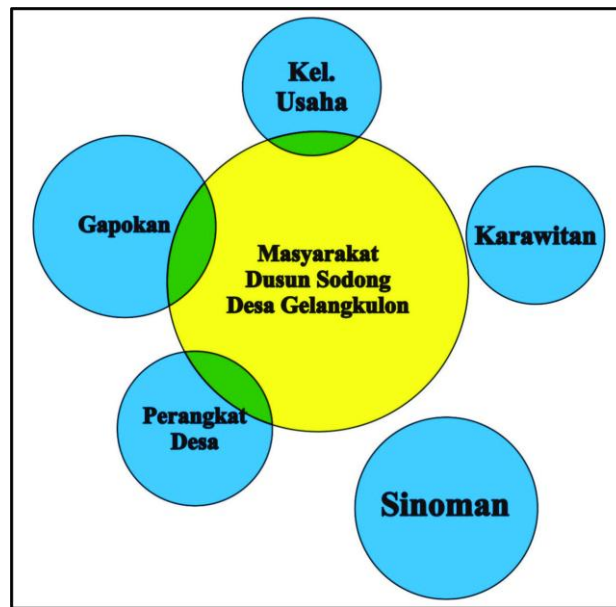 Kel.
Usaha
Gapokan
Karawitan
Masyarakat
Dusun Sodong
Desa Gelangkulon
Perangkat
Desa
Sinoman